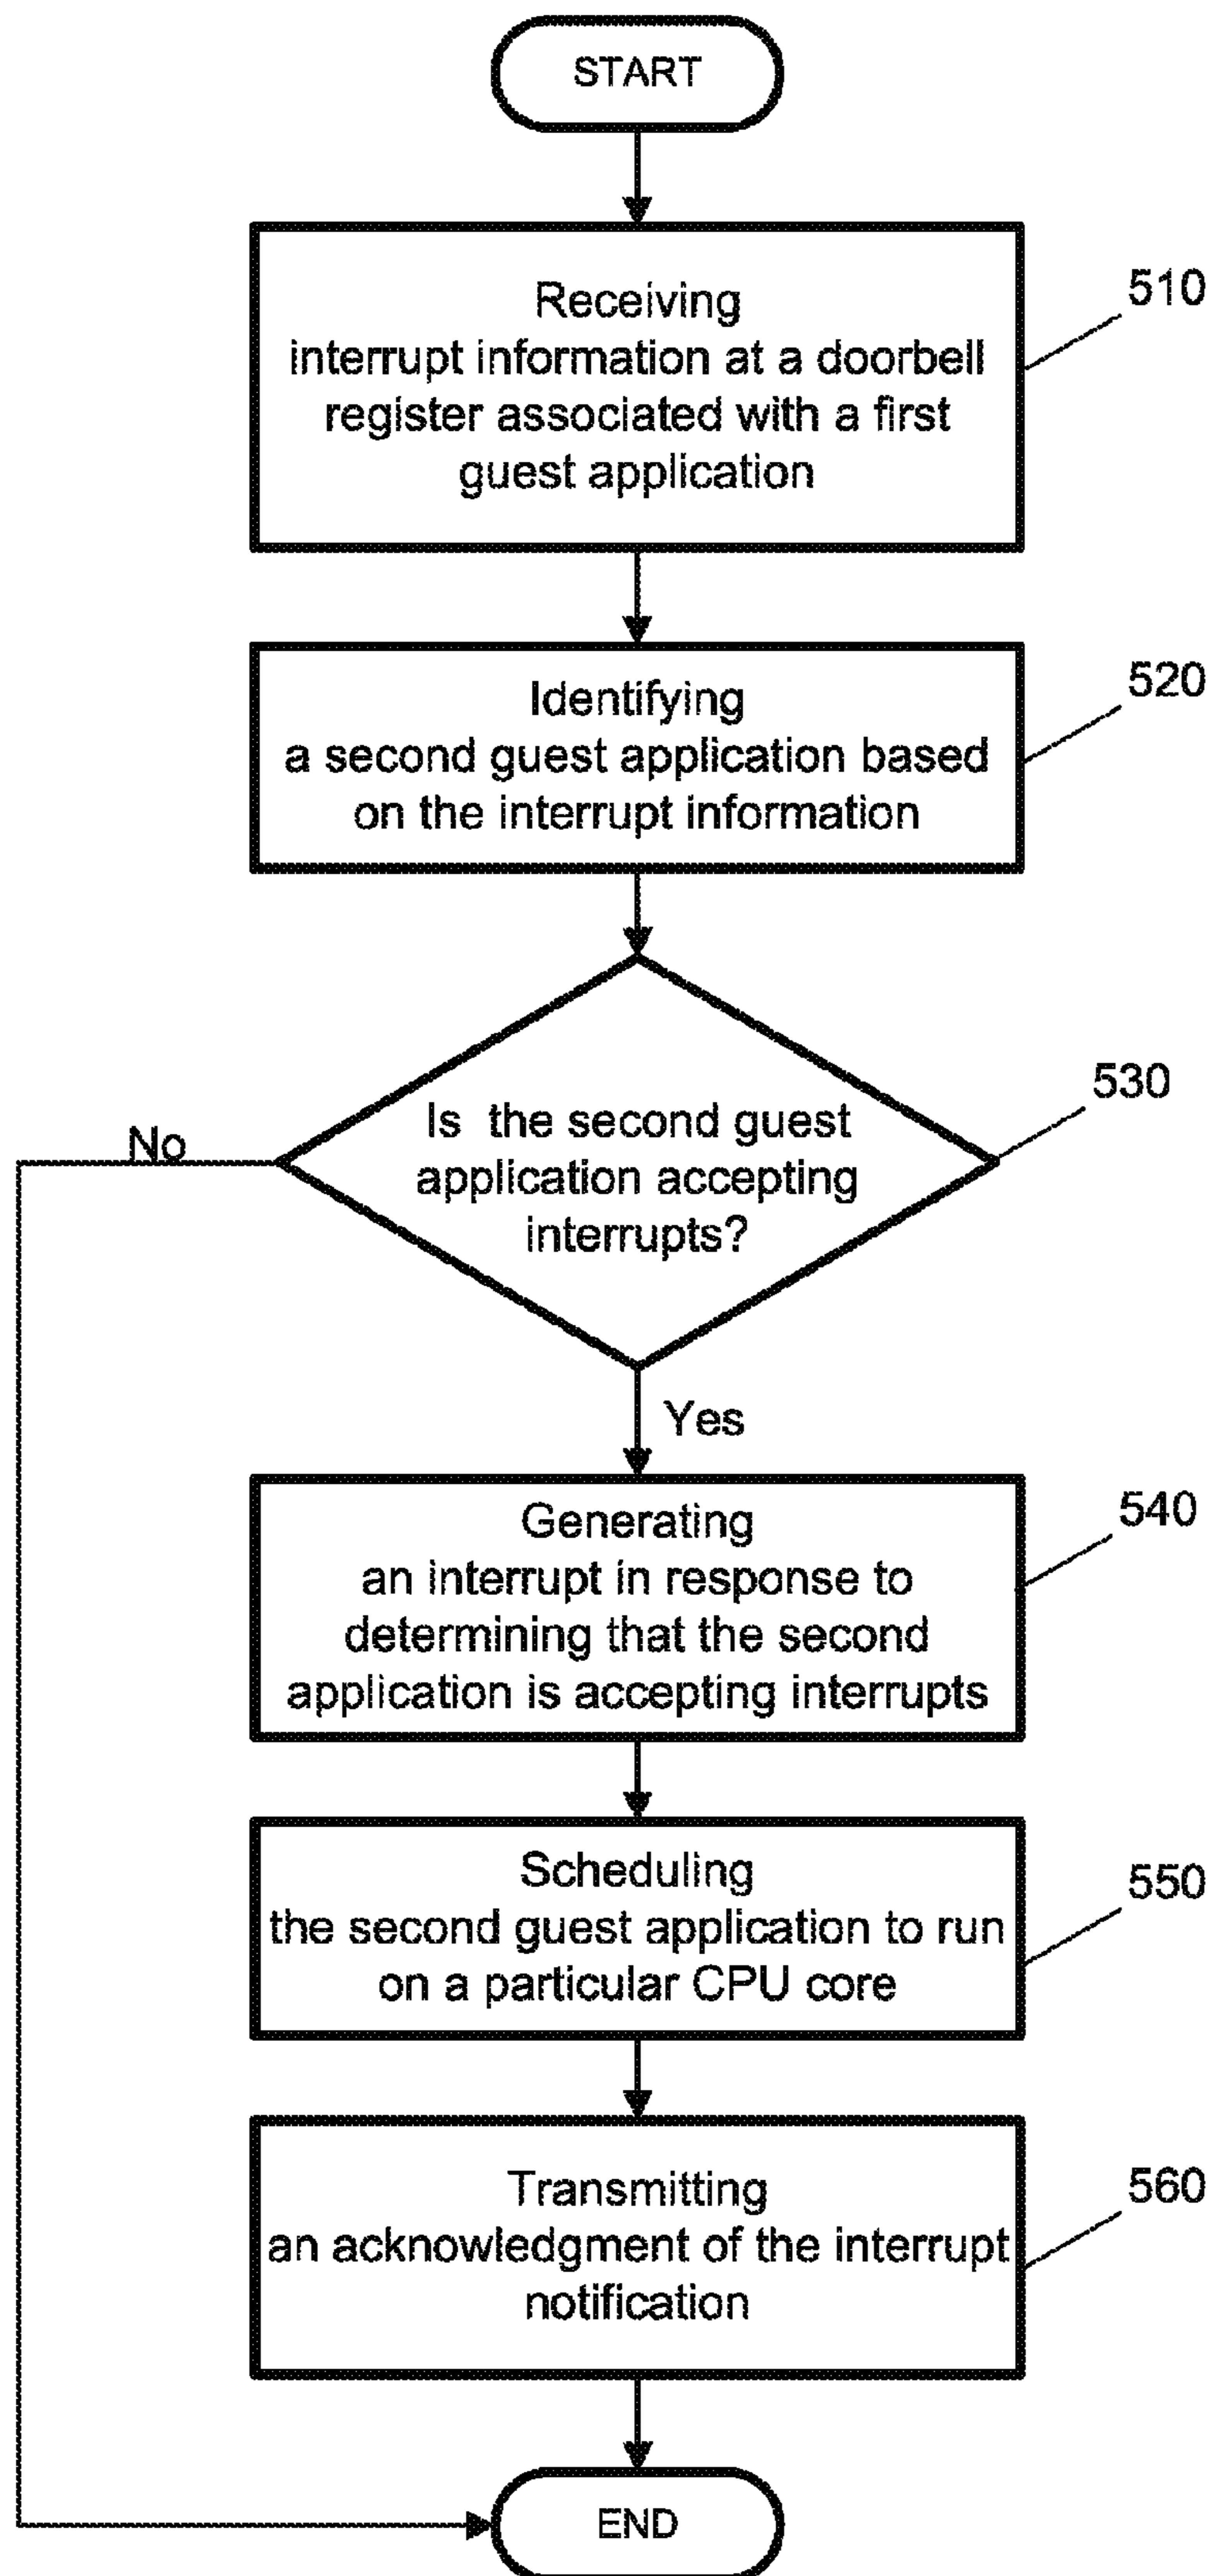 START
Receiving
interrupt information at a doorbell
register associated with a first
guest application
510
Identifying
a second guest application based
on the interrupt information
520
Is the second guest
application accepting
interrupts?
530
No
Yes
Generating
an interrupt in response to
determining that the second
application is accepting interrupts
540
Scheduling
the second guest application to run
on a particular CPU core
550
Transmitting
an acknowledgment of the interrupt
notification
560
END